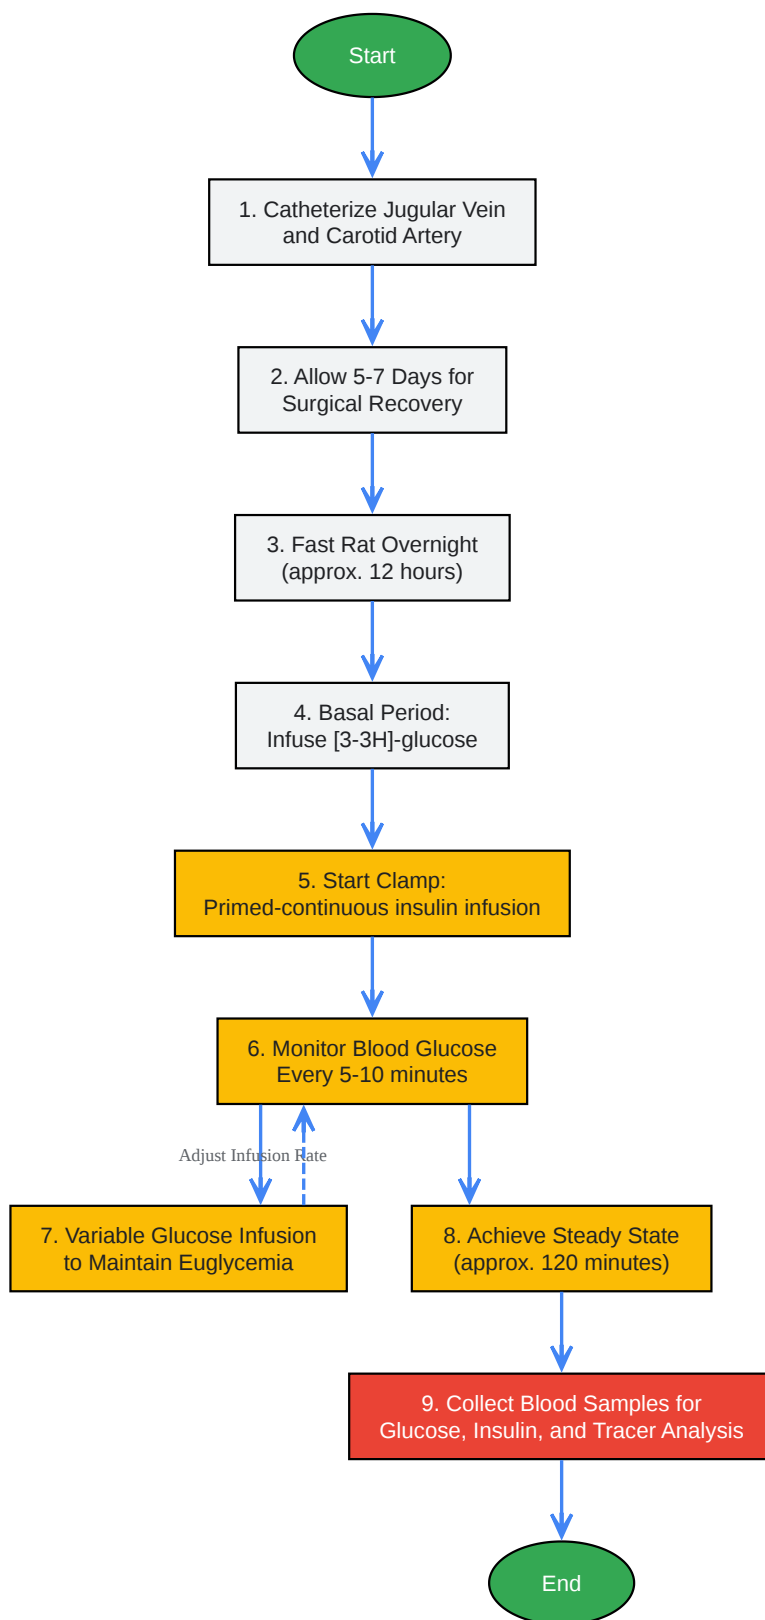 Start
1. Catheterize Jugular Vein
and Carotid Artery
2. Allow 5-7 Days for
Surgical Recovery
3. Fast Rat Overnight
(approx. 12 hours)
4. Basal Period:
Infuse [3-3H]-glucose
5. Start Clamp:
Primed-continuous insulin infusion
6. Monitor Blood Glucose
Every 5-10 minutes
Adjust Infusion Rate
7. Variable Glucose Infusion
to Maintain Euglycemia
8. Achieve Steady State
(approx. 120 minutes)
9. Collect Blood Samples for
Glucose, Insulin, and Tracer Analysis
End